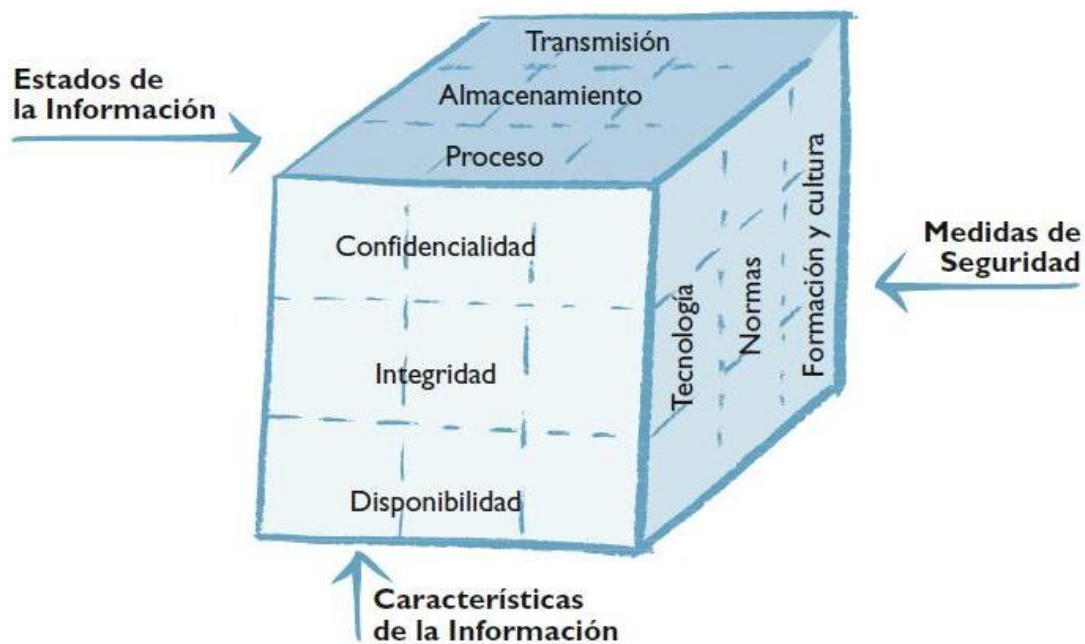 Transmisión
Estados de
la Información
Almacenamiento
Proceso
Confidencialidad
Integridad
Disponibilidad
Tecnología
Normas
Formación y cultura
Medidas de
Seguridad
Características
de la Información